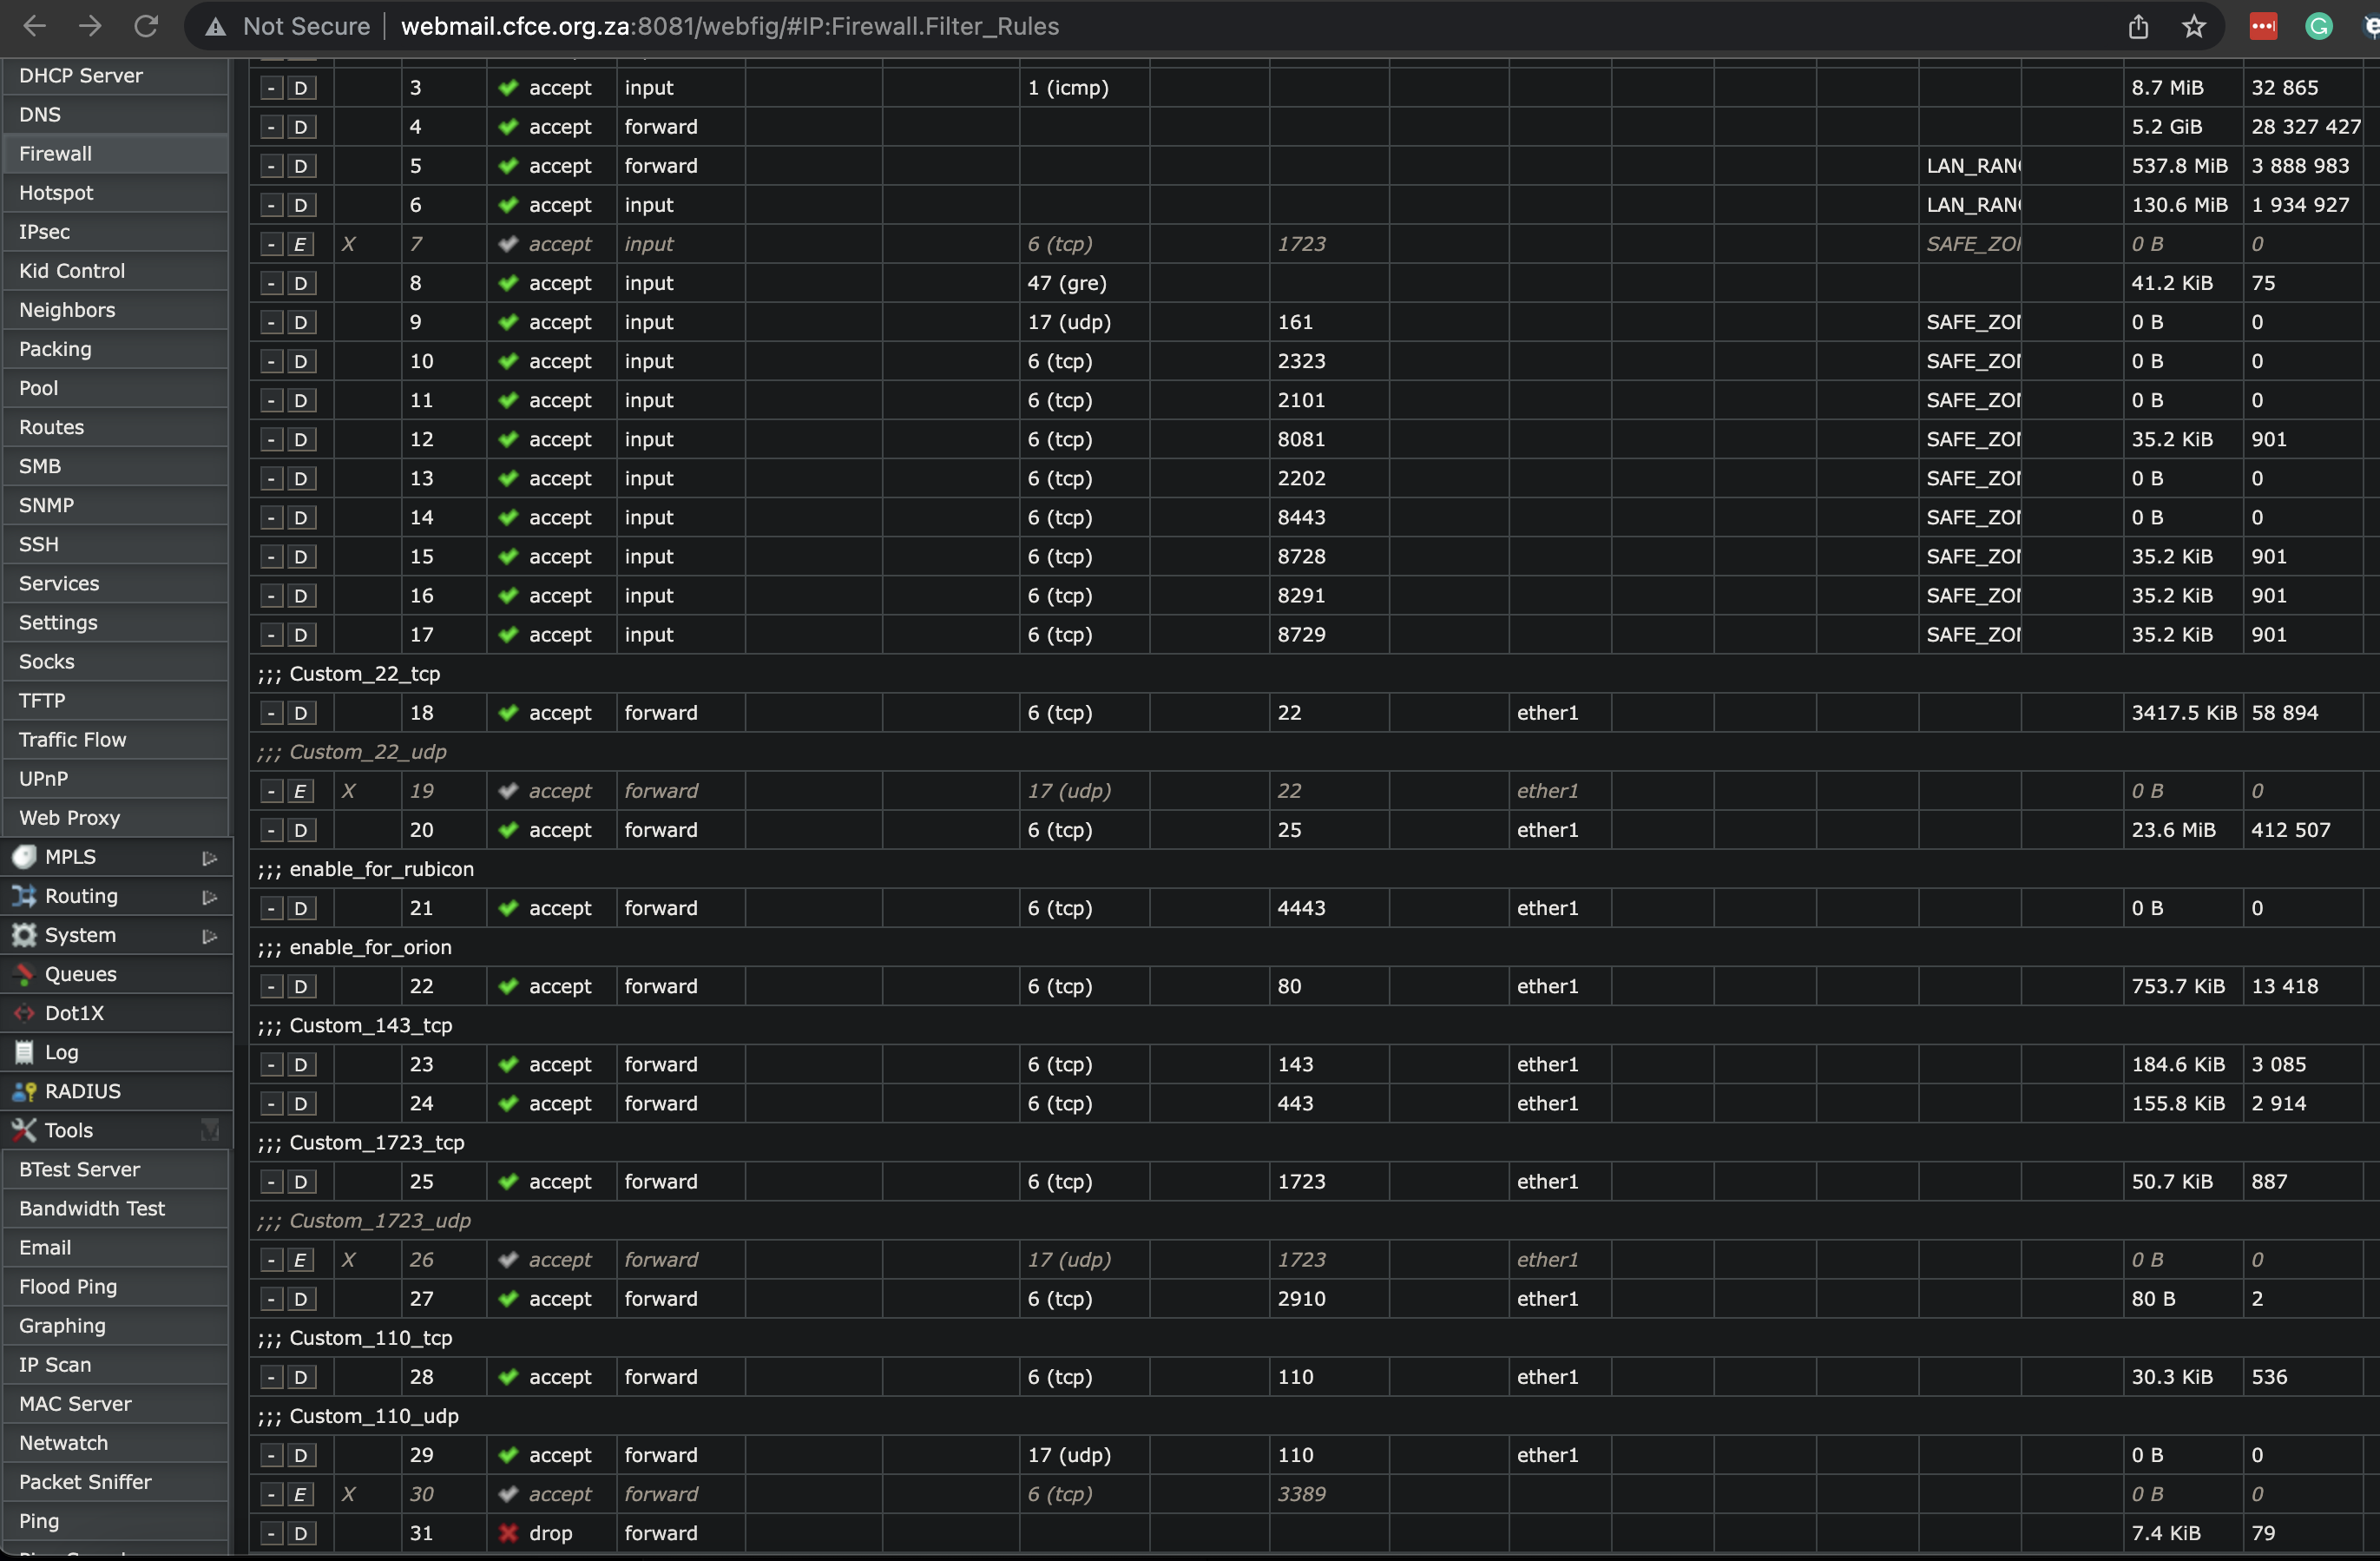 Not Secure | webmail.cfce.org.za:8081/webfig/#IP:Firewall.Filter_Rules
DHCP Server
DNS
Firewall
Hotspot
IPsec
Kid Control
Neighbors
Packing
Pool
Routes
SMB
SNMP
SSH
Services
Settings
Socks
TFTP
Traffic Flow
UPnP
Web Proxy
MPLS
Routing
System
Queues
Dot1X
Log
RADIUS
Tools
BTest Server
Bandwidth Test
Email
Flood Ping
Graphing
IP Scan
MAC Server
Netwatch
Packet Sniffer
Ping
- D 3 accept input 1 (icmp) 8.7 MiB 32 865
- D 4 accept forward 5.2 GiB 28 327 427
- D 5 accept forward LAN_RAN 537.8 MiB 3 888 983
- D 6 accept input LAN_RAN 130.6 MiB 1 934 927
- E X 7 accept input 6 (tcp) 1723 SAFE_ZO 0 B 0
- D 8 accept input 47 (gre) 41.2 KiB 75
- D 9 accept input 17 (udp) 161 SAFE_ZO 0 B 0
- D 10 accept input 6 (tcp) 2323 SAFE_ZO 0 B 0
- D 11 accept input 6 (tcp) 2101 SAFE_ZO 0 B 0
- D 12 accept input 6 (tcp) 8081 SAFE_ZO 35.2 KiB 901
- D 13 accept input 6 (tcp) 2202 SAFE_ZO 0 B 0
- D 14 accept input 6 (tcp) 8443 SAFE_ZO 0 B 0
- D 15 accept input 6 (tcp) 8728 SAFE_ZO 35.2 KiB 901
- D 16 accept input 6 (tcp) 8291 SAFE_ZO 35.2 KiB 901
- D 17 accept input 6 (tcp) 8729 SAFE_ZO 35.2 KiB 901
;;; Custom_22_tcp
- D 18 accept forward 6 (tcp) 22 ether1 3417.5 KiB 58 894
;;; Custom_22_udp
- E X 19 accept forward 17 (udp) 22 ether1 0 B 0
- D 20 accept forward 6 (tcp) 25 ether1 23.6 MiB 412 507
;;; enable_for_rubicon
- D 21 accept forward 6 (tcp) 4443 ether1 0 B 0
;;; enable_for_orion
- D 22 accept forward 6 (tcp) 80 ether1 753.7 KiB 13 418
;;; Custom_143_tcp
- D 23 accept forward 6 (tcp) 143 ether1 184.6 KiB 3 085
- D 24 accept forward 6 (tcp) 443 ether1 155.8 KiB 2 914
;;; Custom_1723_tcp
- D 25 accept forward 6 (tcp) 1723 ether1 50.7 KiB 887
;;; Custom_1723_udp
- E X 26 accept forward 17 (udp) 1723 ether1 0 B 0
- D 27 accept forward 6 (tcp) 2910 ether1 80 B 2
;;; Custom_110_tcp
- D 28 accept forward 6 (tcp) 110 ether1 30.3 KiB 536
;;; Custom_110_udp
- D 29 accept forward 17 (udp) 110 ether1 0 B 0
- E X 30 accept forward 6 (tcp) 3389 0 B 0
- D 31 drop forward 7.4 KiB 79